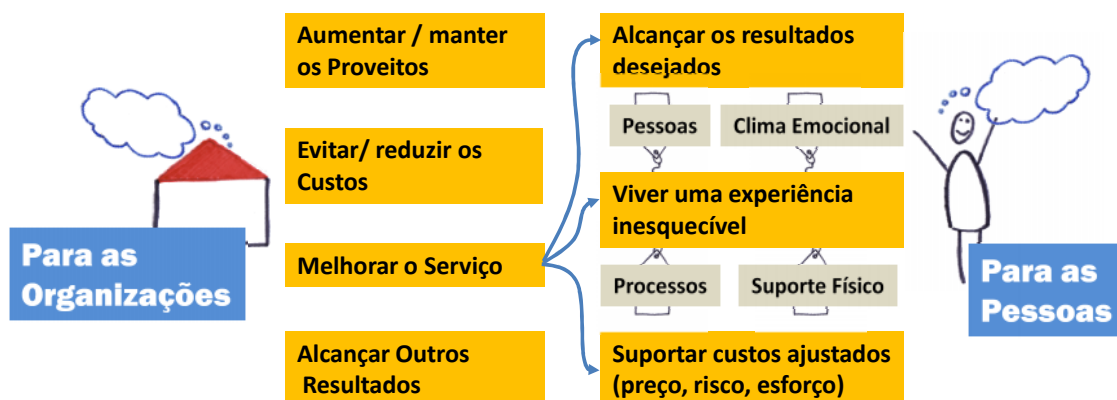 Aumentar / manter
os Proveitos
Evitar/ reduzir os
Custos
Melhorar o Serviço
Alcançar Outros
Resultados
Para as
Organizações
Alcançar os resultados
desejados
Pessoas
Clima Emocional
Viver uma experiência
inesquecível
Processos
Suporte Físico
Suportar custos ajustados
(preço, risco, esforço)
Para as
Pessoas